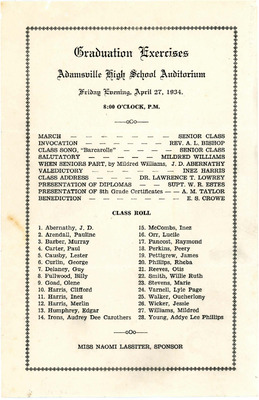 Graduation Exercises
Adamsville High School Auditorium
Friday Evening, April 27, 1934.
8:00 O'CLOCK, P.M.
MARCH — SENIOR CLASS
INVOCATION — REV. A. L. BISHOP
CLASS SONG, "Barcarolle" — SENIOR CLASS
SALUTATORY — MILDRED WILLIAMS
WHEN SENIORS PART, by Mildred Williams, J. D. ABERNATHY
VALEDICTORY — INEZ HARRIS
CLASS ADDRESS — DR. LAWRENCE T. LOWREY
PRESENTATION OF DIPLOMAS — SUPT. W. R. ESTES
PRESENTATION OF 8th Grade Certificates — A. M. TAYLOR
BENEDICTION — E. S. CROWE
CLASS ROLL
1. Abernathy, J. D.
2. Arendall, Pauline
3. Barber, Murray
4. Carter, Paul
5. Causby, Lester
6. Curlin, George
7. Delaney, Guy
8. Fullwood, Billy
9. Goad, Olene
10. Harris, Clifford
11. Harris, Inez
12. Harris, Merlin
13. Humphrey, Edgar
14. Irons, Audrey Dee Carothers
15. McCombs, Inez
16. Orr, Lucile
17. Pancost, Raymond
18. Perkins, Peery
19. Pettigrew, James
20. Phillips, Rheba
21. Reeves, Otis
22. Smith, Willie Ruth
23. Stevens, Marie
24. Varnell, Lyle Page
25. Walker, Oucherlony
26. Wicker, Jessie
27. Williams, Mildred
28. Young, Addye Lee Phillips
MISS NAOMI LASSITER, SPONSOR